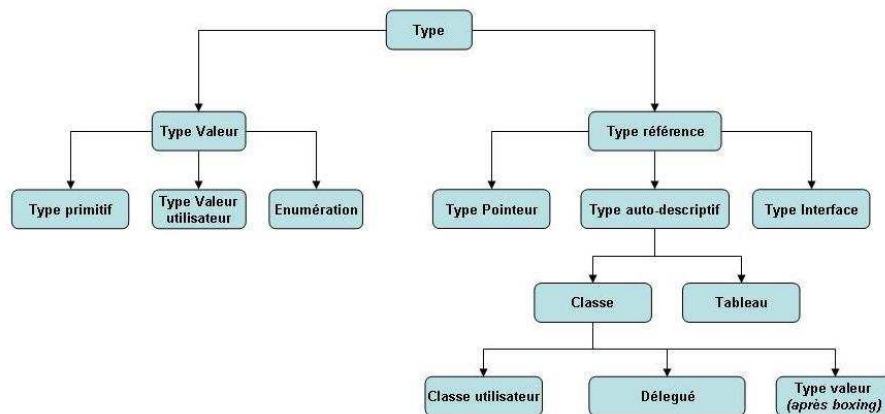 Type
Type Valeur
Type référence
Type primitif
Type Valeur
utilisateur
Enumération
Type Pointeur
Type auto-descriptif
Type Interface
Classe
Tableau
Classe utilisateur
Délegué
Type valeur
(après boxing)